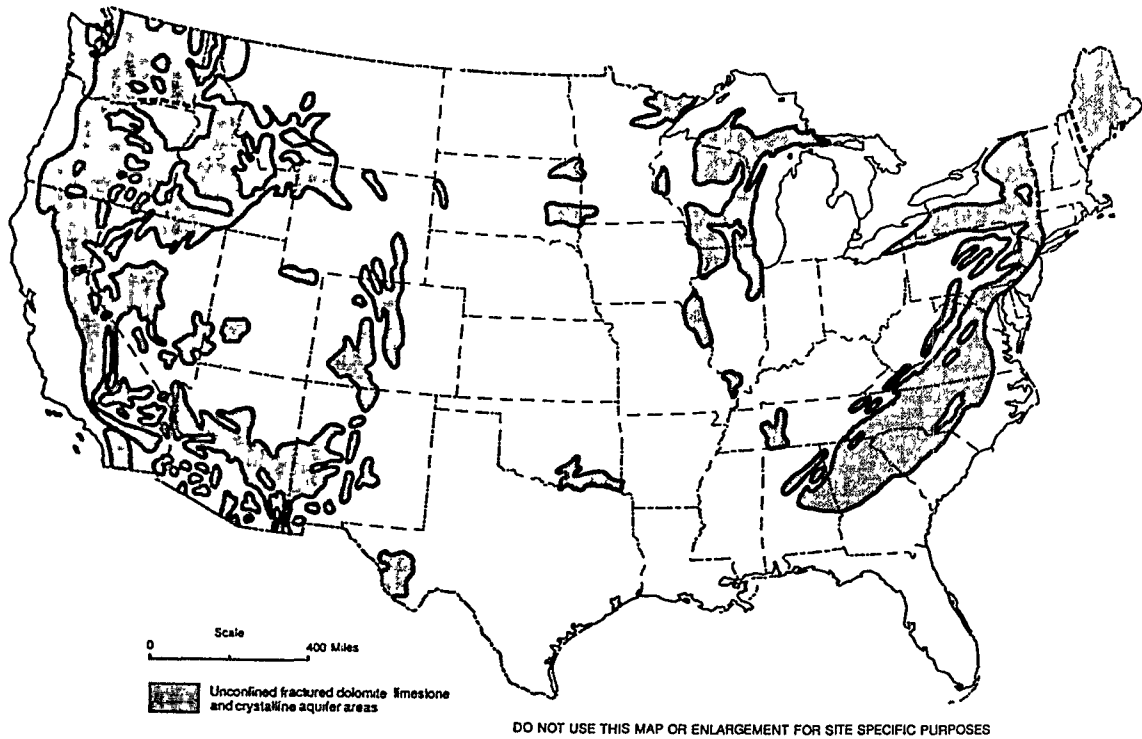 Scale
0 400 Miles
Unconfined fractured dolomite limestone
and crystalline aquifer areas
DO NOT USE THIS MAP OR ENLARGEMENT FOR SITE SPECIFIC PURPOSES